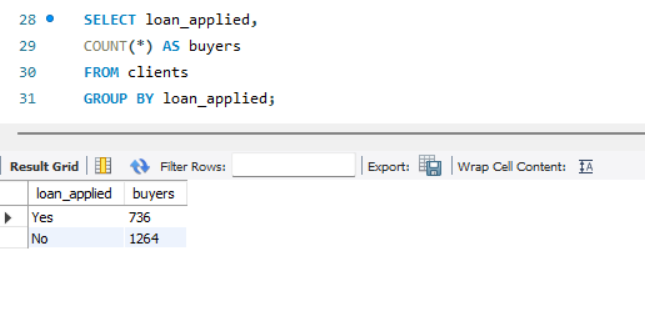 28 SELECT loan_applied,
29 COUNT(*) AS buyers
30 FROM clients
31 GROUP BY loan_applied;
Result Grid Filter Rows: Export: Wrap Cell Content: IA
loan_applied buyers
Yes 736
No 1264